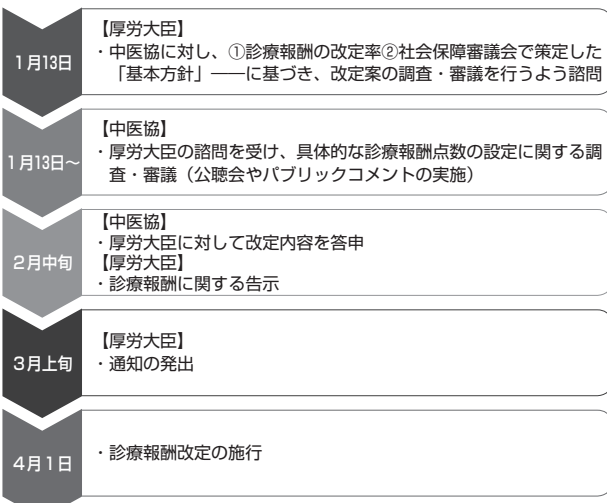 1月13日
【厚労大臣】
・中医協に対し、①診療報酬の改定率②社会保障審議会で策定した
「基本方針」――に基づき、改定案の調査・審議を行うよう諮問
1月13日~
【中医協】
・厚労大臣の諮問を受け、具体的な診療報酬点数の設定に関する調
査・審議(公聴会やパブリックコメントの実施)
2月中旬
【中医協】
・厚労大臣に対して改定内容を答申
【厚労大臣】
・診療報酬に関する告示
3月上旬
【厚労大臣】
・通知の発出
4月1日
・診療報酬改定の施行